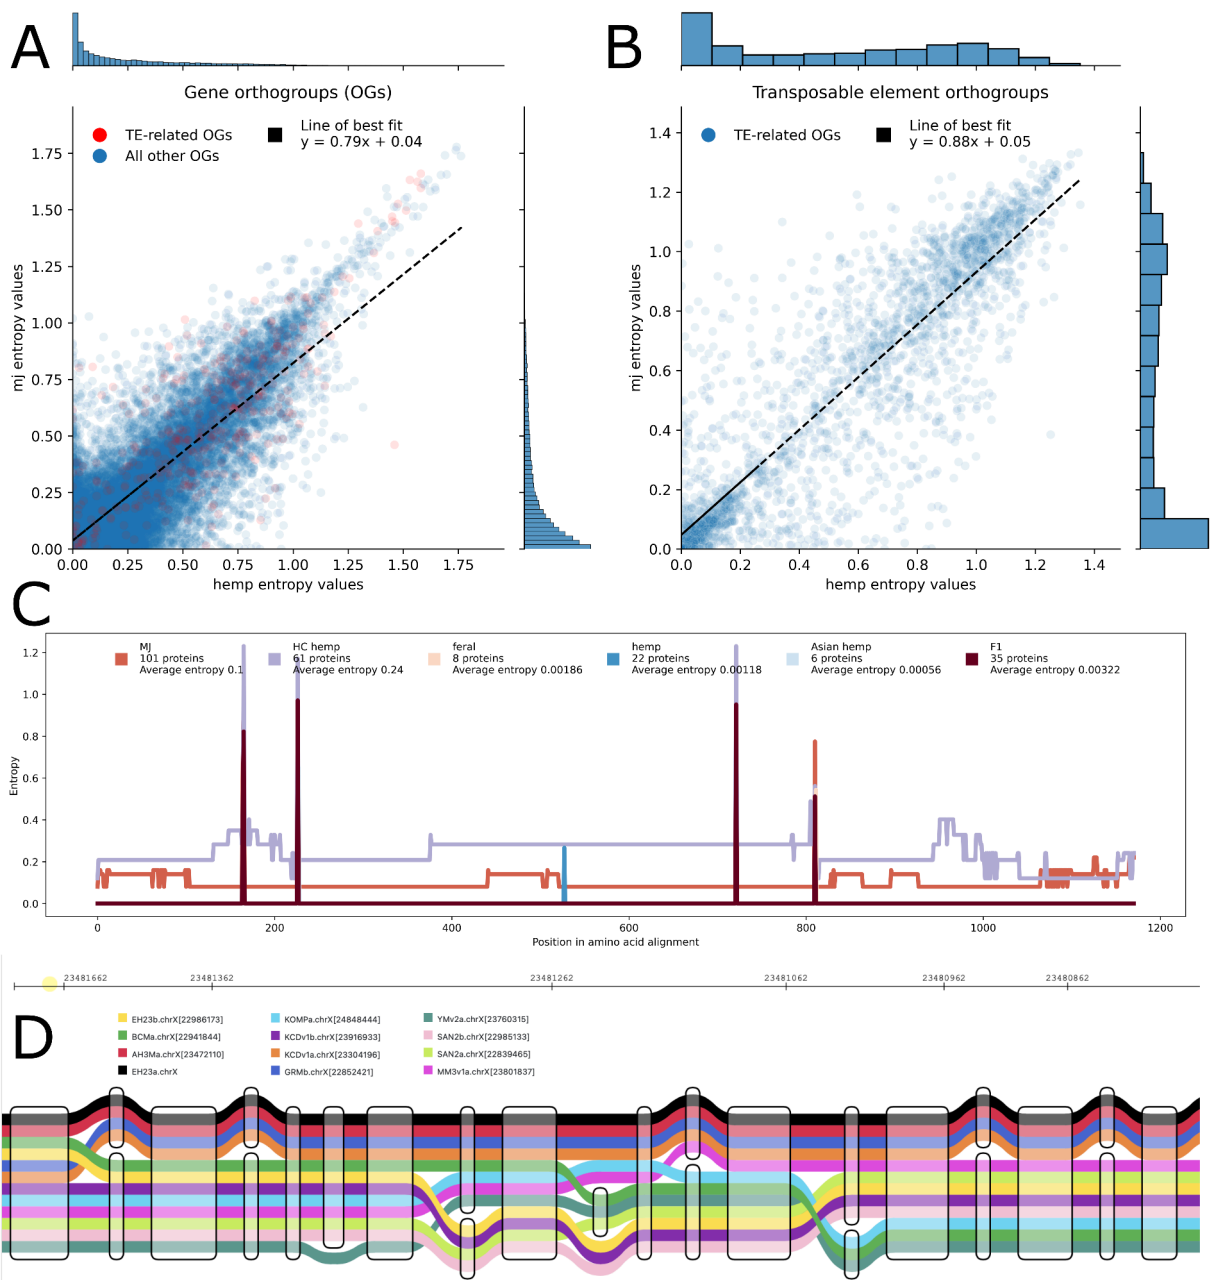 A
B
Gene orthogroups (OGs)
TE-related OGs
All other OGs
Line of best fit
y = 0.79x + 0.04
1.75
1.50
1.25
1.00
0.75
0.50
0.25
0.00
mj entropy values
0.00 0.25 0.50 0.75 1.00 1.25 1.50 1.75
hemp entropy values
Transposable element orthogroups
TE-related OGs
Line of best fit
y = 0.88x + 0.05
1.4
1.2
1.0
0.8
0.6
0.4
0.2
0.0
mj entropy values
0.0 0.2 0.4 0.6 0.8 1.0 1.2 1.4
hemp entropy values
C
MJ
101 proteins
Average entropy 0.1
HC hemp
61 proteins
Average entropy 0.24
feral
8 proteins
Average entropy 0.00186
hemp
22 proteins
Average entropy 0.00118
Asian hemp
6 proteins
Average entropy 0.00056
F1
35 proteins
Average entropy 0.00322
1.2
1.0
0.8
0.6
0.4
0.2
0.0
Entropy
0 200 400 600 800 1000 1200
Position in amino acid alignment
23481662 23481362 23481262 23481062 23480962 23480862
D
EH23b.chrX[22986173]
BCMa.chrX[22941844]
AH3Ma.chrX[23472110]
EH23a.chrX
KOMPa.chrX[24848444]
KCDv1b.chrX[23916933]
KCDv1a.chrX[23304196]
GRMb.chrX[22852421]
YMv2a.chrX[23760315]
SAN2b.chrX[22985133]
SAN2a.chrX[22839465]
MM3v1a.chrX[23801837]